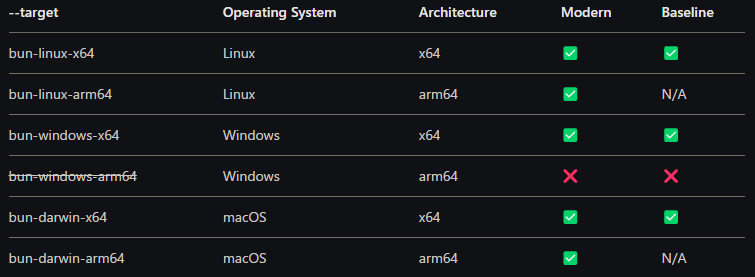 --target Operating System Architecture Modern Baseline
bun-linux-x64 Linux x64 ✅ ✅
bun-linux-arm64 Linux arm64 ✅ N/A
bun-windows-x64 Windows x64 ✅ ✅
bun-windows-arm64 Windows arm64 ❌ ❌
bun-darwin-x64 macOS x64 ✅ ✅
bun-darwin-arm64 macOS arm64 ✅ N/A